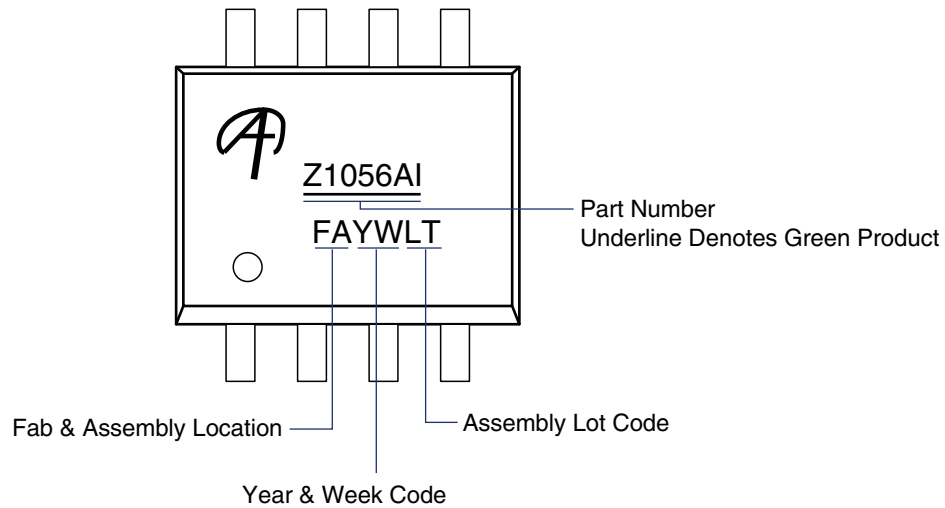 Z1056AI
FAYWLT
Part Number
Underline Denotes Green Product
Fab & Assembly Location
Assembly Lot Code
Year & Week Code